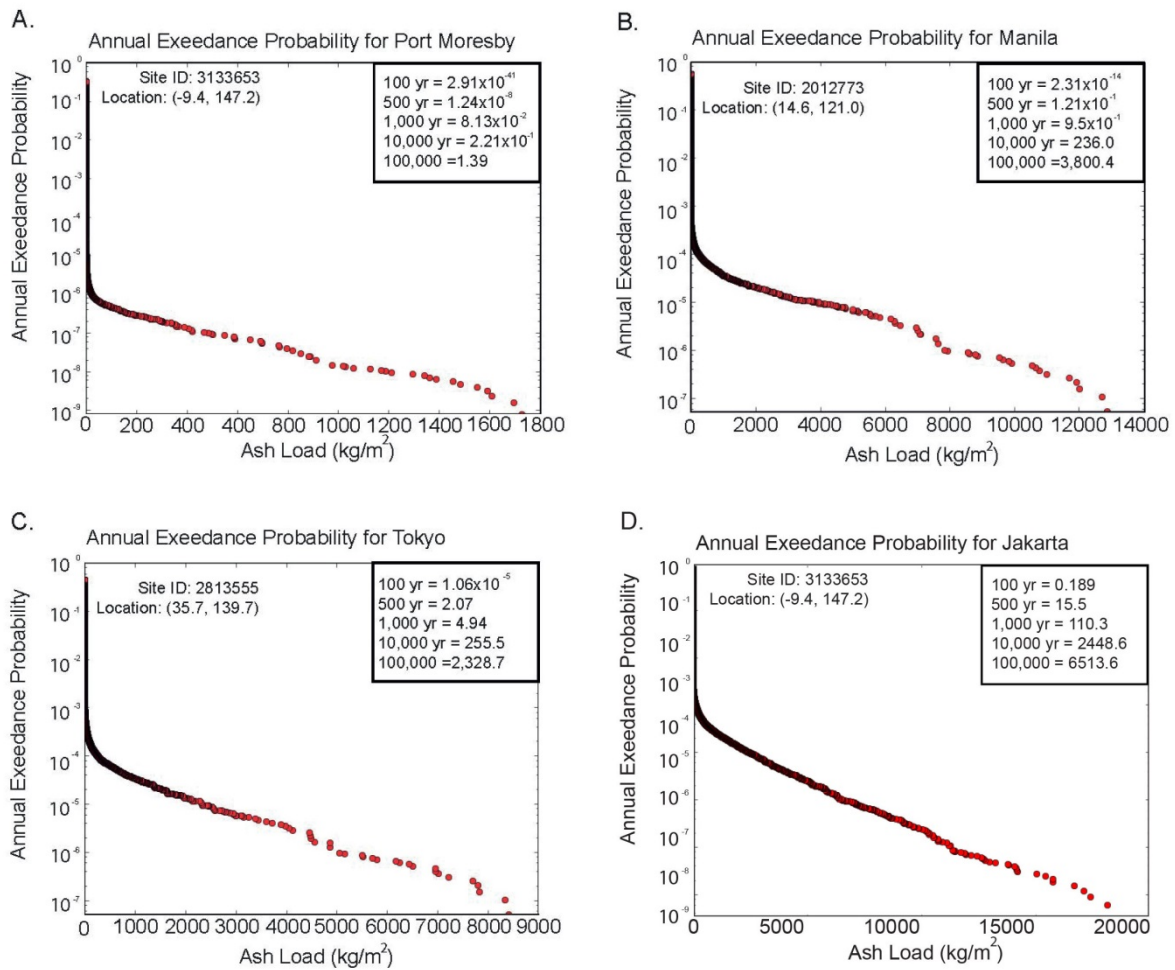 A.
Annual Exeedance Probability for Port Moresby
Site ID: 3133653
Location: (-9.4, 147.2)
100 yr = 2.91x10⁻⁴¹
500 yr = 1.24x10⁻⁸
1,000 yr = 8.13x10⁻²
10,000 yr = 2.21x10⁻¹
100,000 =1.39
Annual Exeedance Probability
10⁰
10⁻¹
10⁻²
10⁻³
10⁻⁴
10⁻⁵
10⁻⁶
10⁻⁷
10⁻⁸
10⁻⁹
0 200 400 600 800 1000 1200 1400 1600 1800
Ash Load (kg/m²)
B.
Annual Exeedance Probability for Manila
Site ID: 2012773
Location: (14.6, 121.0)
100 yr = 2.31x10⁻¹⁴
500 yr = 1.21x10⁻¹
1,000 yr = 9.5x10⁻¹
10,000 yr = 236.0
100,000 =3,800.4
Annual Exeedance Probability
10⁰
10⁻¹
10⁻²
10⁻³
10⁻⁴
10⁻⁵
10⁻⁶
10⁻⁷
0 2000 4000 6000 8000 10000 12000 14000
Ash Load (kg/m²)
C.
Annual Exeedance Probability for Tokyo
Site ID: 2813555
Location: (35.7, 139.7)
100 yr = 1.06x10⁻⁵
500 yr = 2.07
1,000 yr = 4.94
10,000 yr = 255.5
100,000 =2,328.7
Annual Exeedance Probability
10⁰
10⁻¹
10⁻²
10⁻³
10⁻⁴
10⁻⁵
10⁻⁶
10⁻⁷
0 1000 2000 3000 4000 5000 6000 7000 8000 9000
Ash Load (kg/m²)
D.
Annual Exeedance Probability for Jakarta
Site ID: 3133653
Location: (-9.4, 147.2)
100 yr = 0.189
500 yr = 15.5
1,000 yr = 110.3
10,000 yr = 2448.6
100,000 = 6513.6
Annual Exeedance Probability
10⁰
10⁻¹
10⁻²
10⁻³
10⁻⁴
10⁻⁵
10⁻⁶
10⁻⁷
10⁻⁸
10⁻⁹
0 5000 10000 15000 20000
Ash Load (kg/m²)